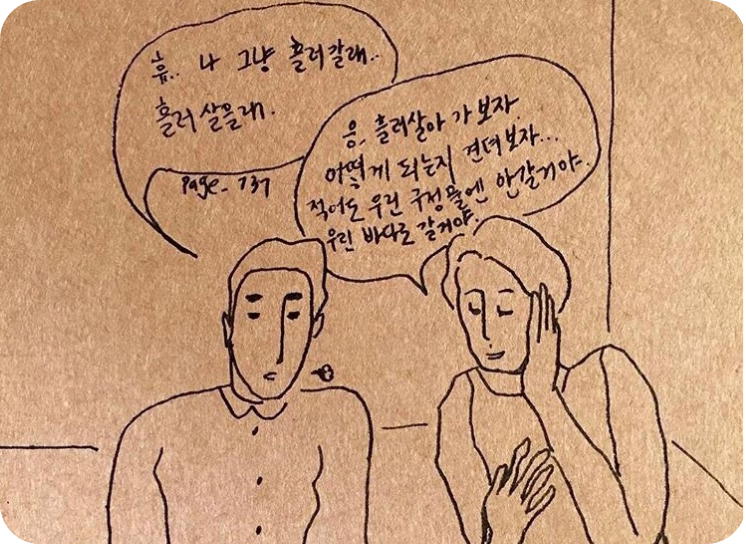 휴.. 나 그냥 흘러갈래..
흘러 살을래.
page_ 737
응. 흘러살아 가 보자.
어떻게 되는지 견뎌보자...
적어도 우린 구정물엔 안갈거야.
우린 바다로 갈거야.